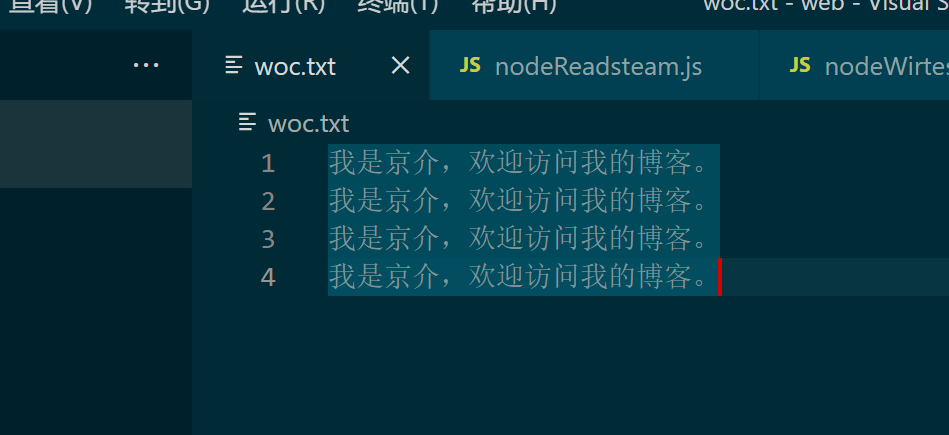 查看(V) 转到(G) 运行(R) 终端(T) 帮助(H) woc.txt - web - Visual S
... woc.txt JS nodeReadsteam.js JS nodeWirtes
woc.txt
1 我是京介，欢迎访问我的博客。
2 我是京介，欢迎访问我的博客。
3 我是京介，欢迎访问我的博客。
4 我是京介，欢迎访问我的博客。